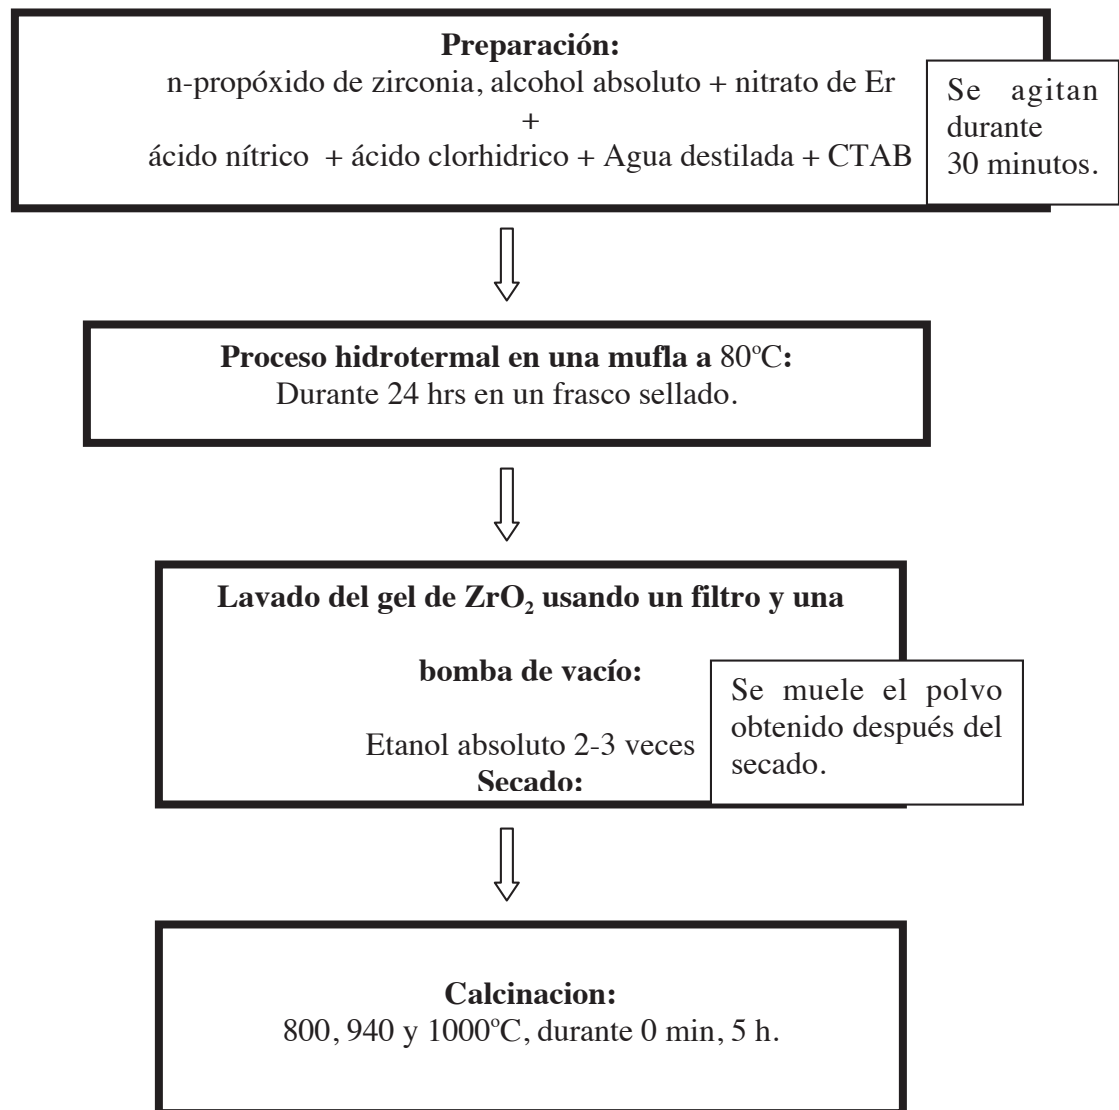 Preparación:
n-propóxido de zirconia, alcohol absoluto + nitrato de Er
+
ácido nítrico + ácido clorhidrico + Agua destilada + CTAB
Se agitan
durante
30 minutos.
Proceso hidrotermal en una mufla a 80ºC:
Durante 24 hrs en un frasco sellado.
Lavado del gel de ZrO₂ usando un filtro y una
bomba de vacío:
Etanol absoluto 2-3 veces
Secado:
Se muele el polvo
obtenido después del
secado.
Calcinacion:
800, 940 y 1000ºC, durante 0 min, 5 h.